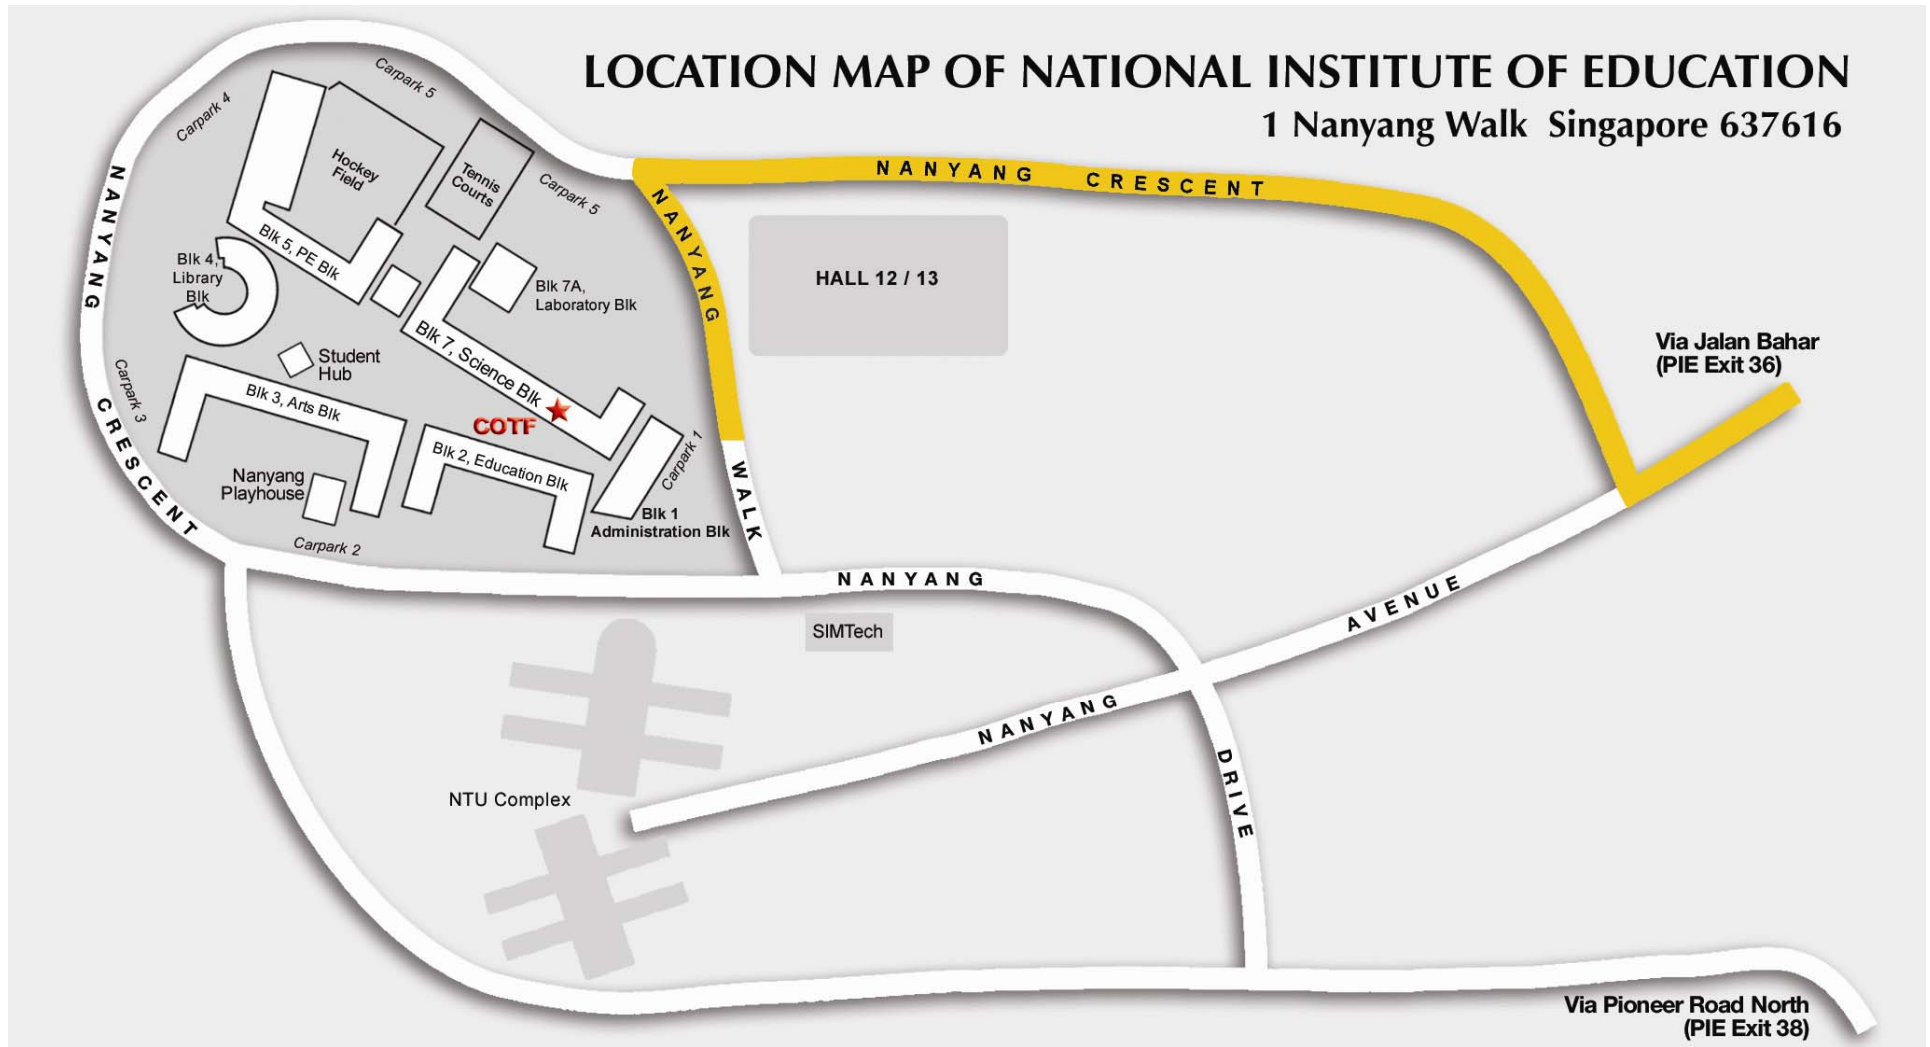 LOCATION MAP OF NATIONAL INSTITUTE OF EDUCATION
1 Nanyang Walk Singapore 637616
Carpark 5
Carpark 4
Hockey
Field
Tennis
Courts
Carpark 5
NANYANG CRESCENT
NANYANG
NANYANG
Blk 5, PE Blk
Blk 4,
Library
Blk
Blk 7A,
Laboratory Blk
HALL 12 / 13
Via Jalan Bahar
(PIE Exit 36)
Blk 7, Science Blk
Student
Hub
Carpark 3
Blk 3, Arts Blk
COTF
CRESCENT
Blk 2, Education Blk
Carpark 1
WALK
Nanyang
Playhouse
Blk 1
Administration Blk
Carpark 2
NANYANG
AVENUE
SIMTech
NANYANG
DRIVE
NTU Complex
Via Pioneer Road North
(PIE Exit 38)